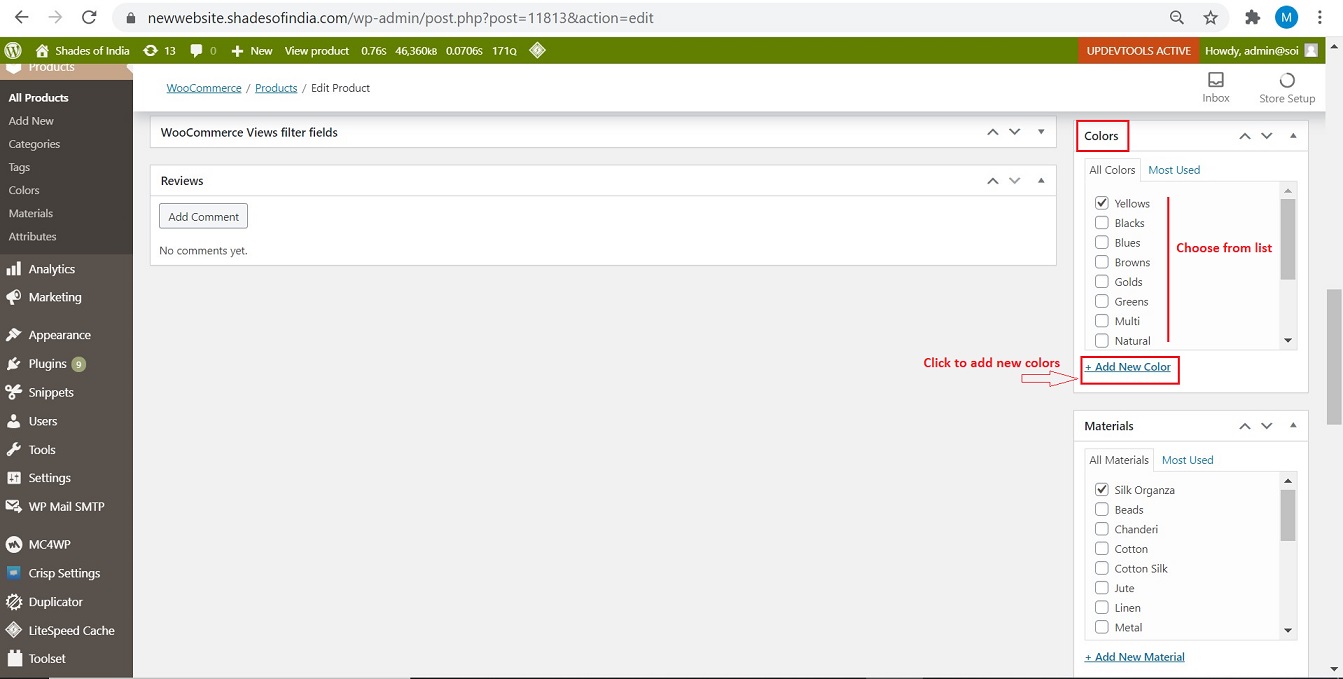 newwebsite.shadesofindia.com/wp-admin/post.php?post=11813&action=edit
M
Shades of India 13 0 New View product 0.76s 46,360KB 0.0706s 171Q UPDEVTOOLS ACTIVE Howdy, admin@soi
Products
All Products
Add New
Categories
Tags
Colors
Materials
Attributes
Analytics
Marketing
Appearance
Plugins 9
Snippets
Users
Tools
Settings
WP Mail SMTP
MC4WP
Crisp Settings
Duplicator
LiteSpeed Cache
Toolset
WooCommerce / Products / Edit Product
Inbox
Store Setup
WooCommerce Views filter fields
Reviews
Add Comment
No comments yet.
Colors
All Colors Most Used
Yellows
Blacks
Blues
Browns
Golds
Greens
Multi
Natural
Choose from list
Click to add new colors
+ Add New Color
Materials
All Materials Most Used
Silk Organza
Beads
Chanderi
Cotton
Cotton Silk
Jute
Linen
Metal
+ Add New Material